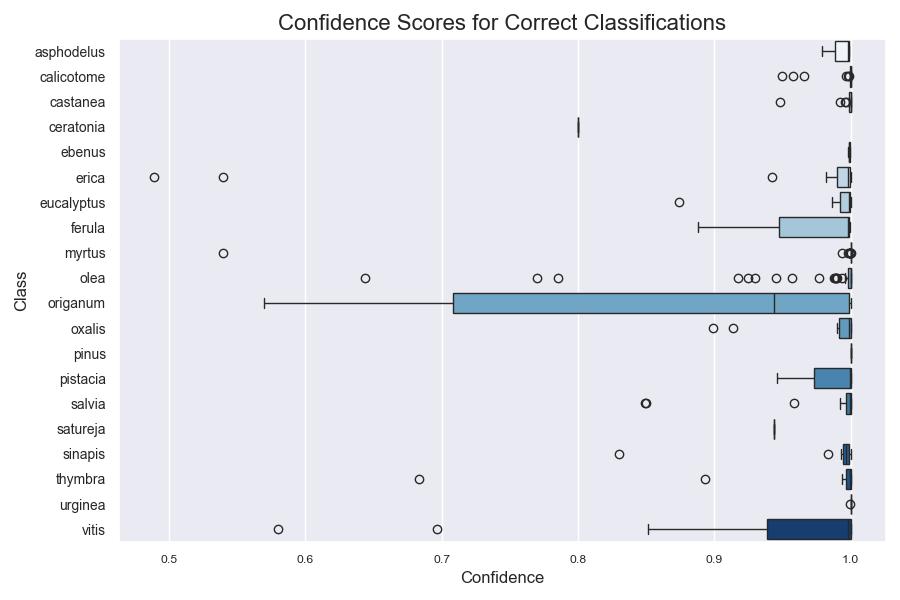 Confidence Scores for Correct Classifications
asphodelus
calicotome
castanea
ceratonia
ebenus
erica
eucalyptus
ferula
myrtus
olea
origanum
oxalis
pinus
pistacia
salvia
satureja
sinapis
thymbra
urginea
vitis
Class
0.5 0.6 0.7 0.8 0.9 1.0
Confidence